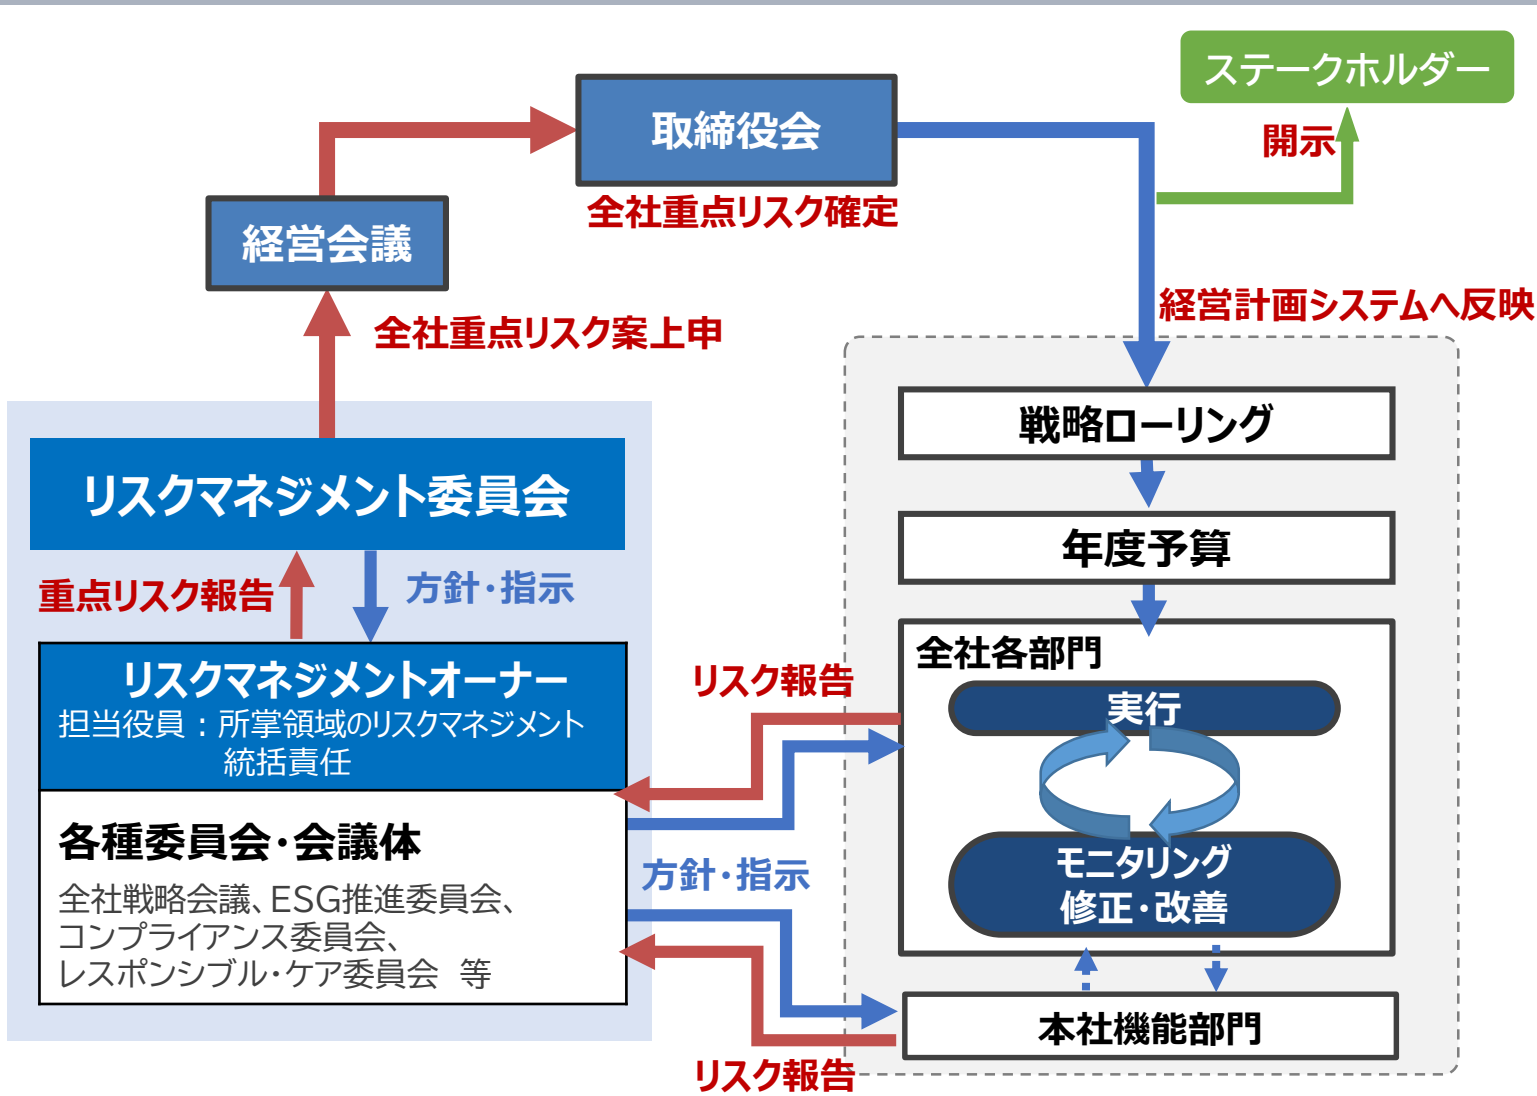 ステークホルダー
開示
取締役会
全社重点リスク確定
経営会議
全社重点リスク案上申
経営計画システムへ反映
戦略ローリング
年度予算
リスクマネジメント委員会
重点リスク報告
方針・指示
リスクマネジメントオーナー
担当役員：所掌領域のリスクマネジメント
統括責任
各種委員会・会議体
全社戦略会議、ESG推進委員会、
コンプライアンス委員会、
レスポンシブル・ケア委員会 等
リスク報告
方針・指示
リスク報告
全社各部門
実行
モニタリング
修正・改善
本社機能部門